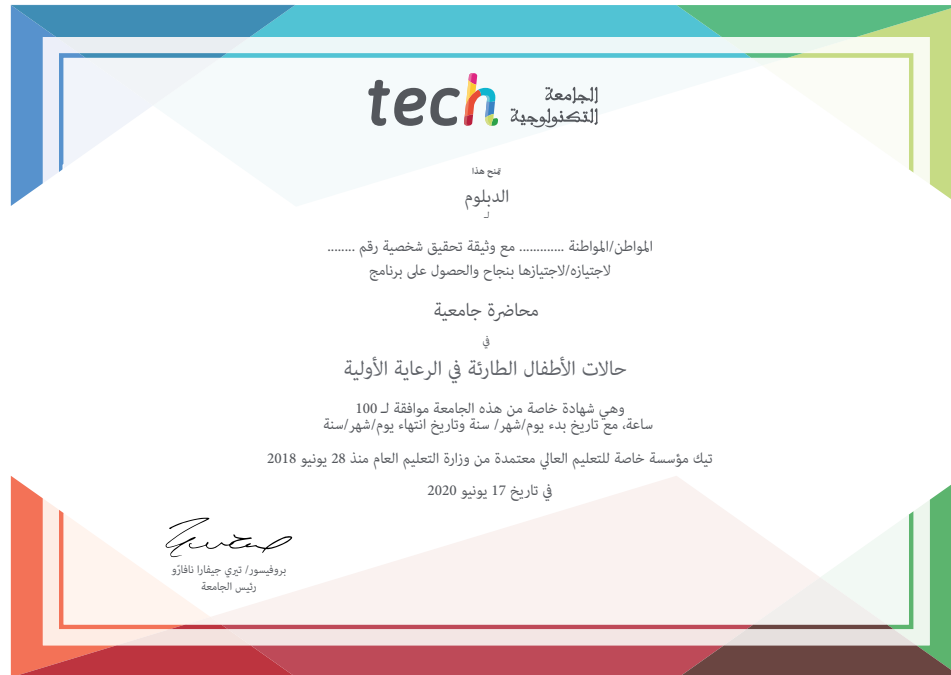 tech الجامعة
التكنولوجية
تمنح هذا
الدبلوم
لـ
المواطن/المواطنة ............. مع وثيقة تحقيق شخصية رقم ........
لاجتيازه/لاجتيازها بنجاح والحصول على برنامج
محاضرة جامعية
في
حالات الأطفال الطارئة في الرعاية الأولية
وهي شهادة خاصة من هذه الجامعة موافقة لـ 100
ساعة، مع تاريخ بدء يوم/شهر/ سنة وتاريخ انتهاء يوم/شهر/سنة
تيك مؤسسة خاصة للتعليم العالي معتمدة من وزارة التعليم العام منذ 28 يونيو 2018
في تاريخ 17 يونيو 2020
بروفيسور/ تيري جيفارا نافارّو
رئيس الجامعة